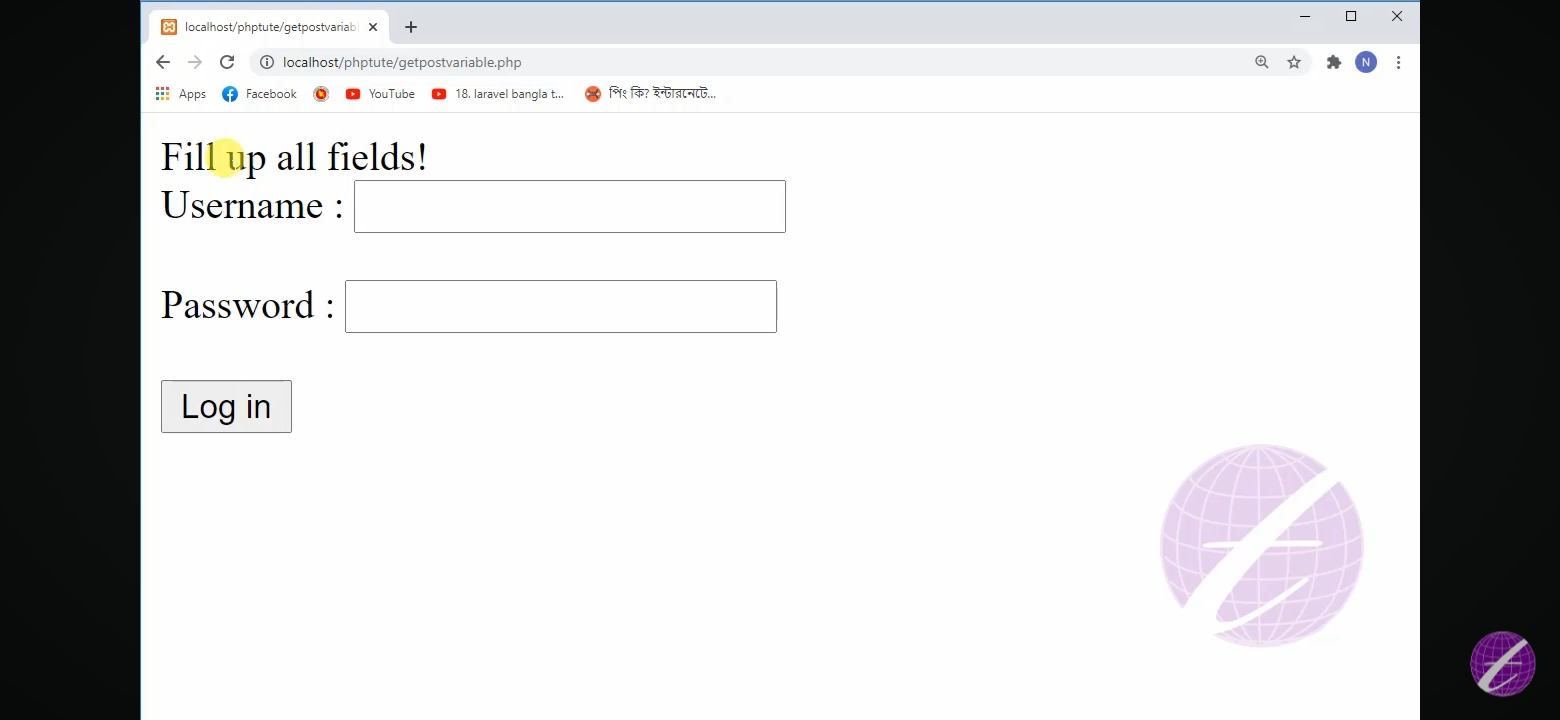 localhost/phptute/getpostvariab
localhost/phptute/getpostvariable.php
N
Apps
Facebook
YouTube
18. laravel bangla t...
পিং কি? ইন্টারনেটে...
Fill up all fields!
Username :
Password :
Log in